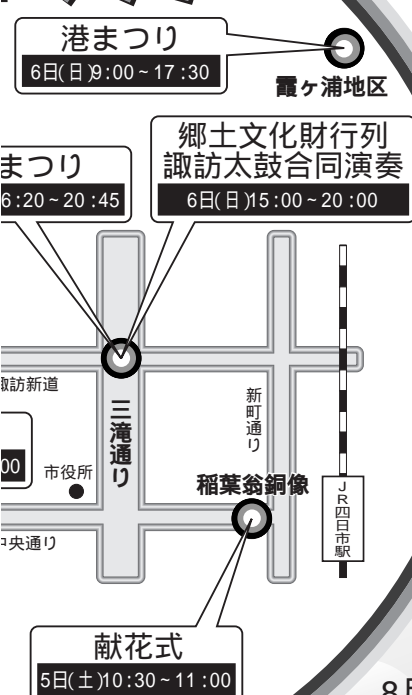 港まつり
6日(日)9:00~17:30
霞ヶ浦地区
郷土文化財行列
諏訪太鼓合同演奏
6日(日)15:00~20:00
まつり
6:20~20:45
諏訪新道
三滝通り
新町通り
00
市役所
稲葉翁銅像
JR四日市駅
中央通り
献花式
5日(土)10:30~11:00
8